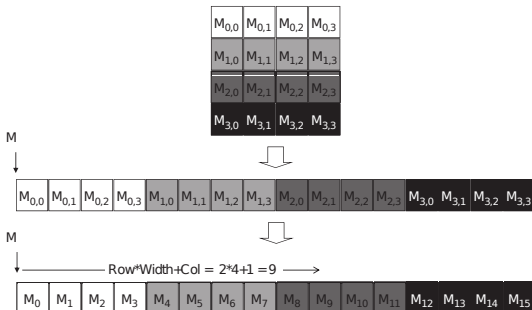 M0,0 M0,1 M0,2 M0,3
M1,0 M1,1 M1,2 M1,3
M2,0 M2,1 M2,2 M2,3
M3,0 M3,1 M3,2 M3,3
M
M0,0 M0,1 M0,2 M0,3 M1,0 M1,1 M1,2 M1,3 M2,0 M2,1 M2,2 M2,3 M3,0 M3,1 M3,2 M3,3
M
Row*Width+Col = 2*4+1 = 9
M0 M1 M2 M3 M4 M5 M6 M7 M8 M9 M10 M11 M12 M13 M14 M15